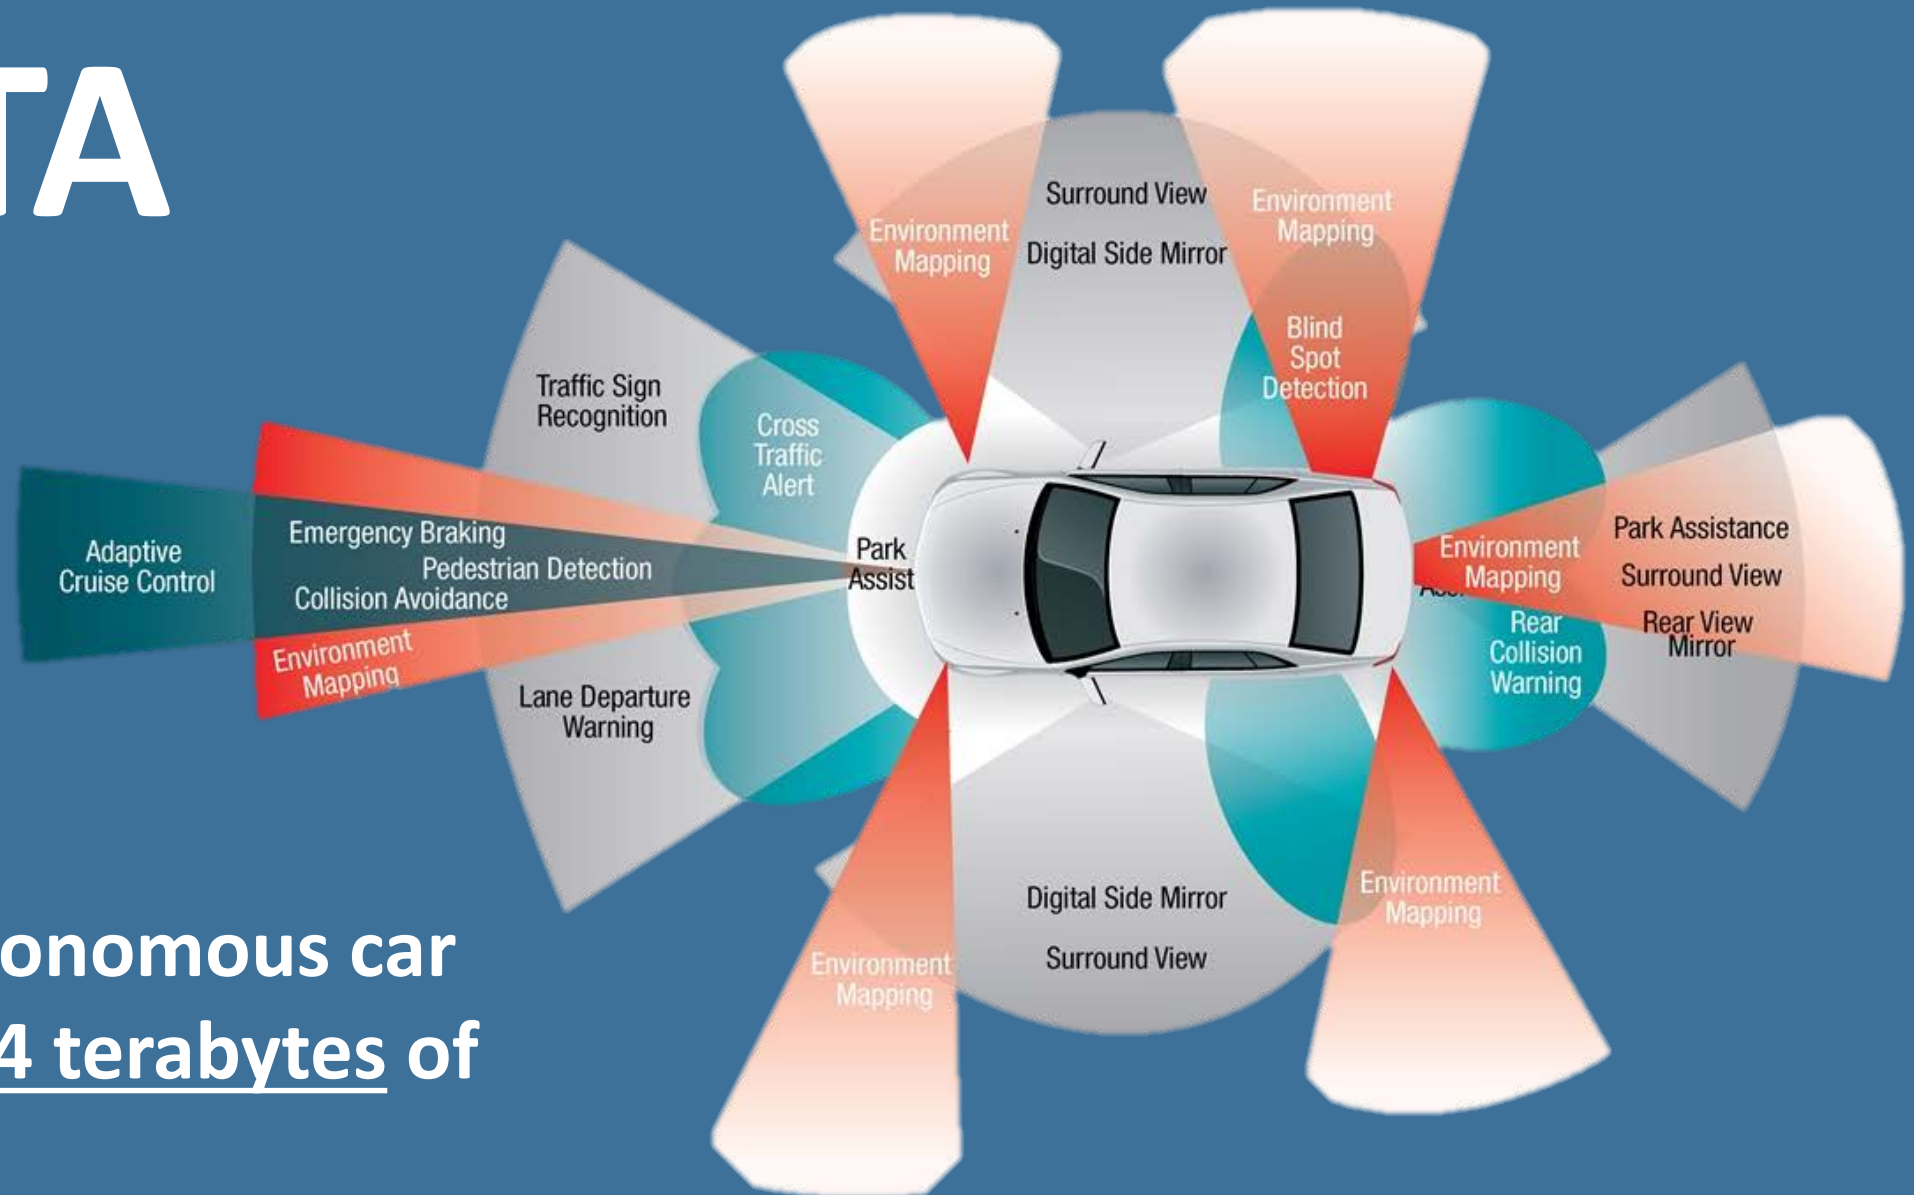 TA
Surround View
Digital Side Mirror
Environment
Mapping
Environment
Mapping
Blind
Spot
Detection
Traffic Sign
Recognition
Cross
Traffic
Alert
Adaptive
Cruise Control
Emergency Braking
Pedestrian Detection
Collision Avoidance
Environment
Mapping
Park
Assist
Lane Departure
Warning
Environment
Mapping
Park Assistance
Surround View
Rear View
Mirror
Rear
Collision
Warning
Digital Side Mirror
Surround View
Environment
Mapping
Environment
Mapping
onomous car
4 terabytes of